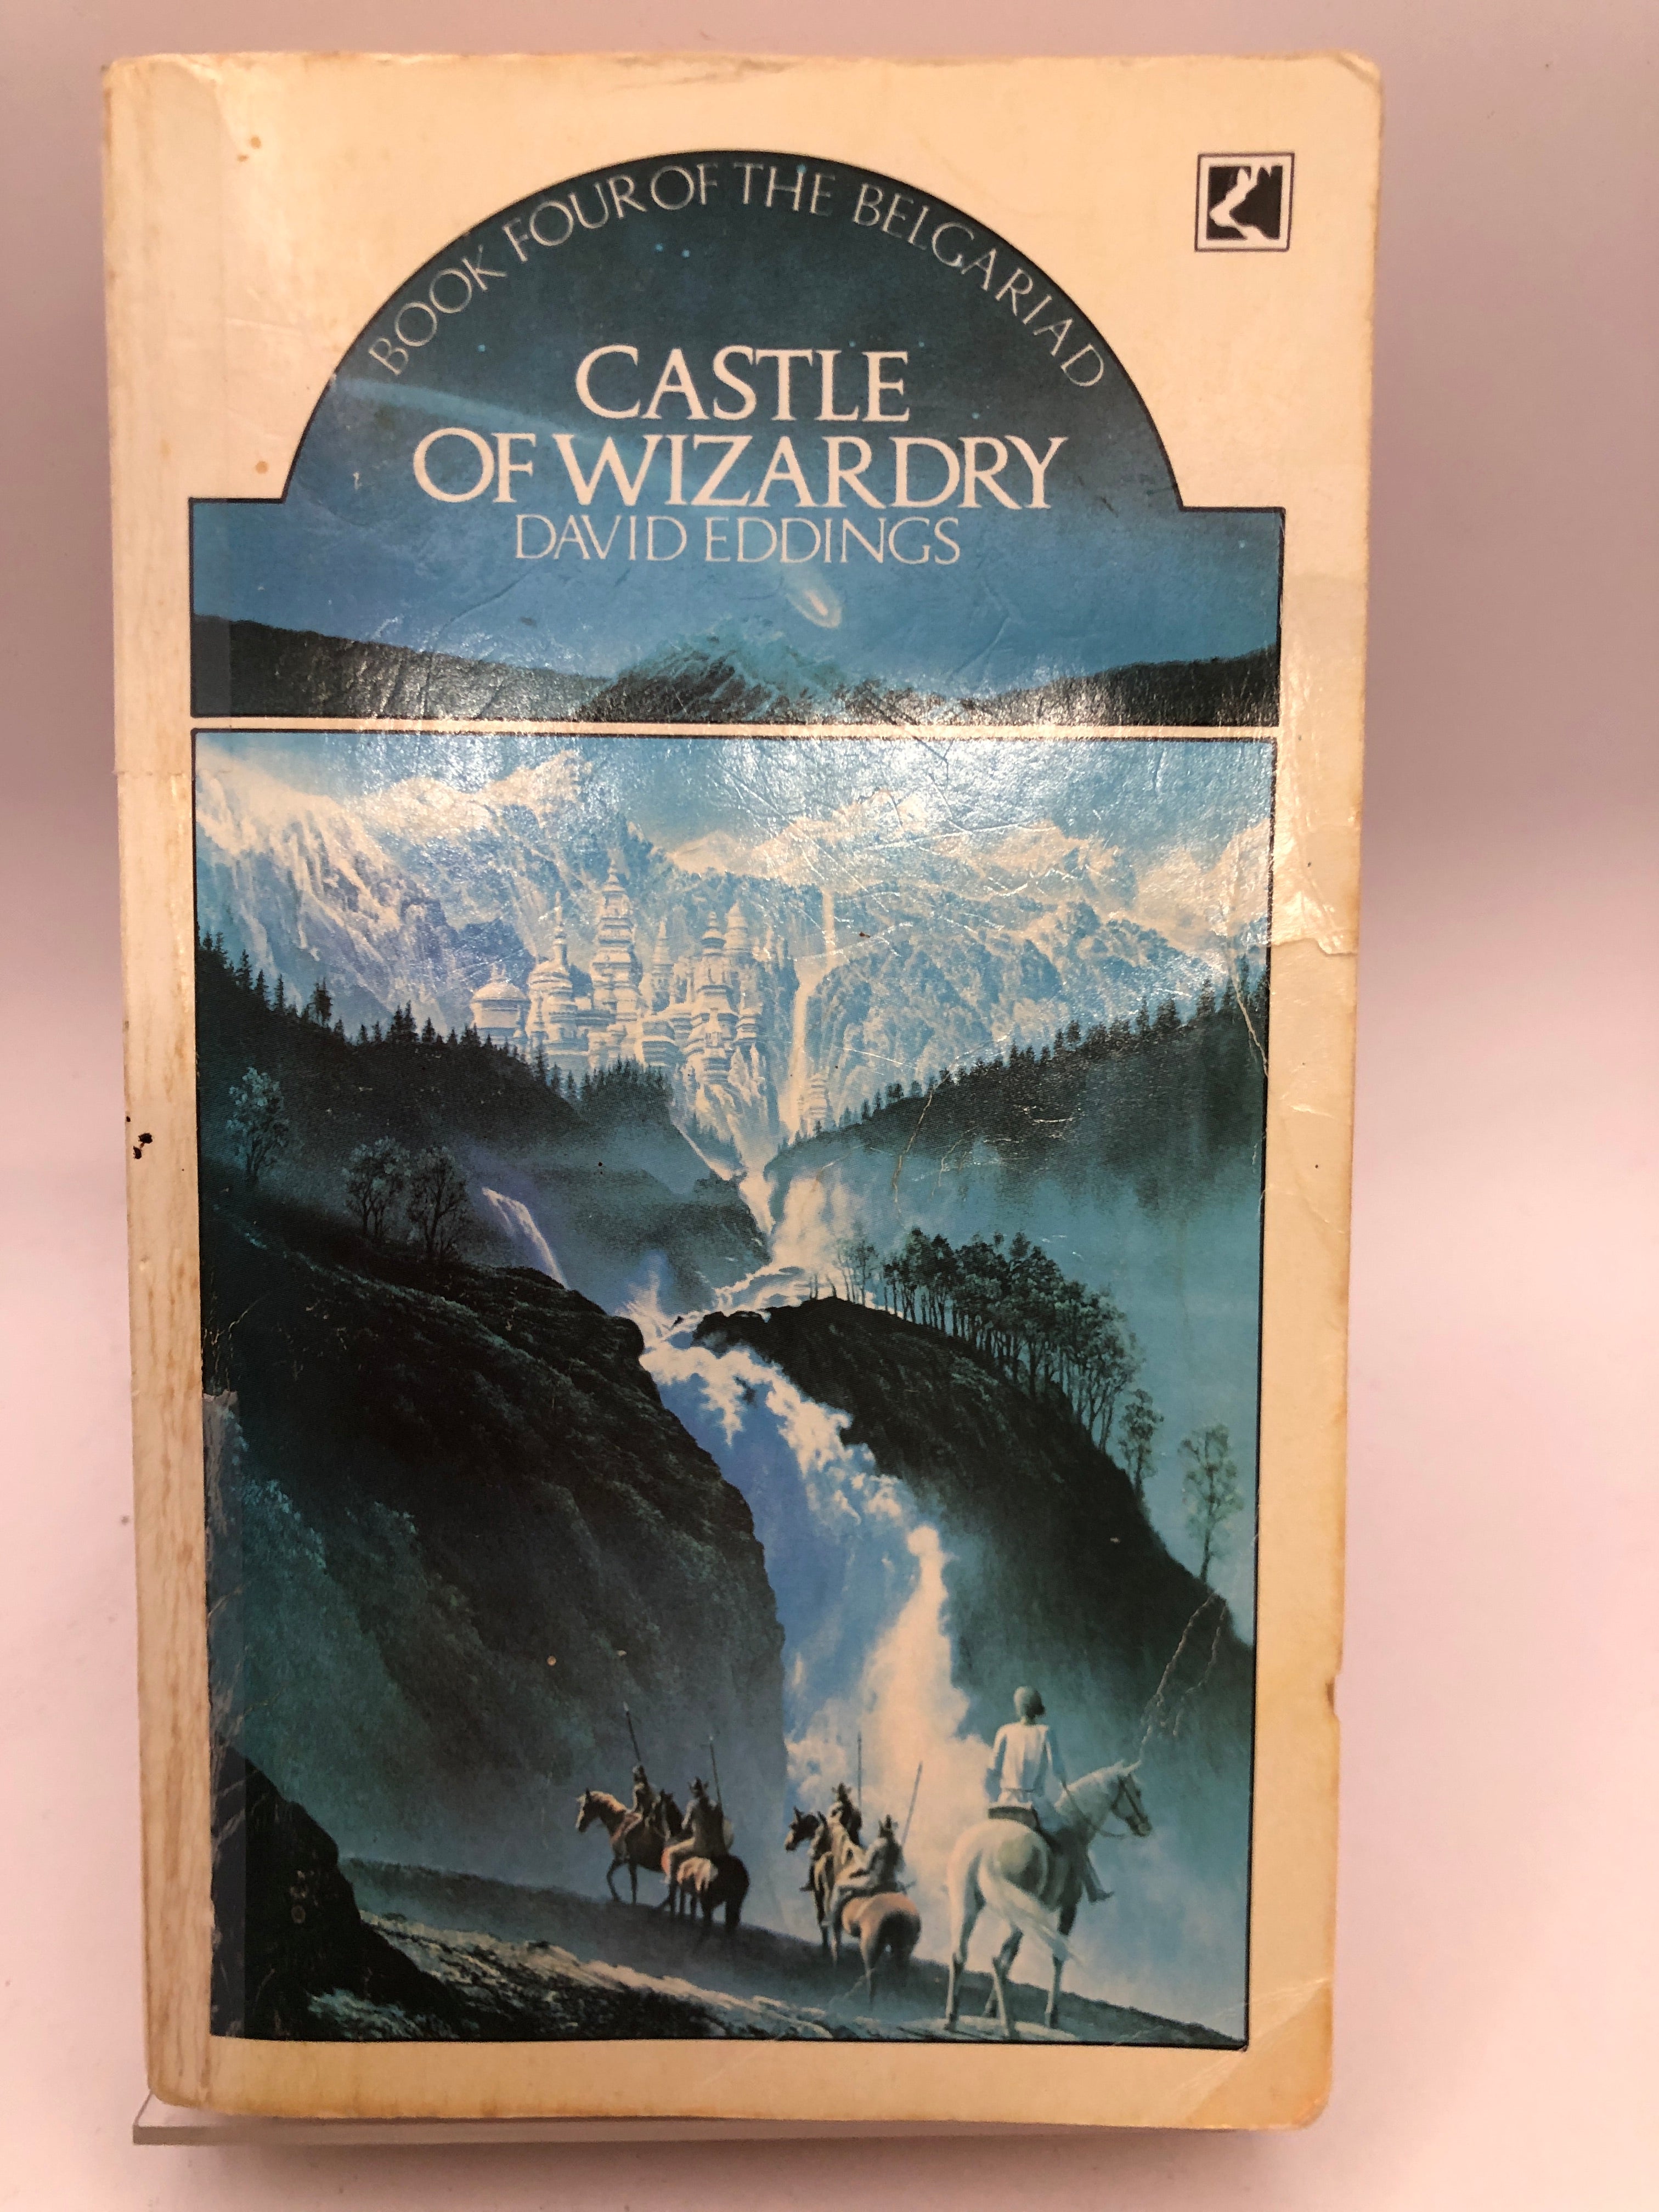 BOOK FOUR OF THE BELGARIAD
CASTLE
OF WIZARDRY
DAVID EDDINGS